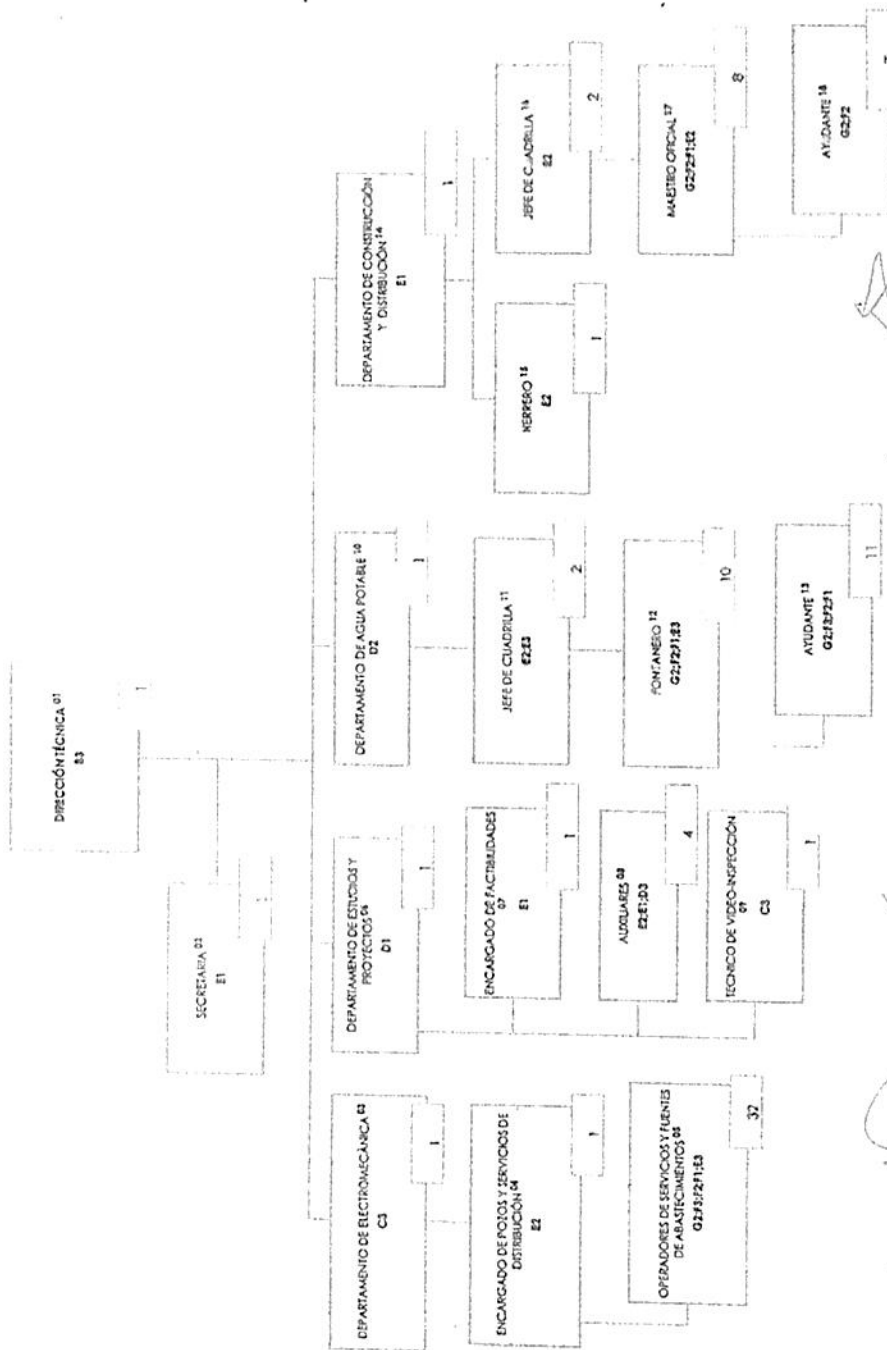 DIRECCIÓN TÉCNICA 01
B3
1
SECRETARIA 02
E1
1
DEPARTAMENTO DE ELECTROMECÁNICA 03
C3
1
ENCARGADO DE POZOS Y SERVICIOS DE
DISTRIBUCIÓN 04
E2
1
OPERADORES DE SERVICIOS Y FUENTES
DE ABASTECIMIENTOS 05
G2;F3;F2;F1;E3
32
DEPARTAMENTO DE ESTUDIOS Y
PROYECTOS 06
D1
1
ENCARGADO DE FACTIBILIDADES
07
E1
1
AUXILIARES 08
E2;E1;D3
4
TECNICO DE VIDEO-INSPECCIÓN
09
C3
1
DEPARTAMENTO DE AGUA POTABLE 10
D2
1
JEFE DE CUADRILLA 11
E2;E3
2
FONTANERO 12
G2;F2;F1;E3
10
AYUDANTE 13
G2;F3;F2;F1
11
DEPARTAMENTO DE CONSTRUCCIÓN
Y DISTRIBUCIÓN 14
E1
1
HERRERO 15
E2
1
JEFE DE CUADRILLA 16
E2
2
MAESTRO OFICIAL 17
G2;F2;F1;E2
8
AYUDANTE 18
G2;F2